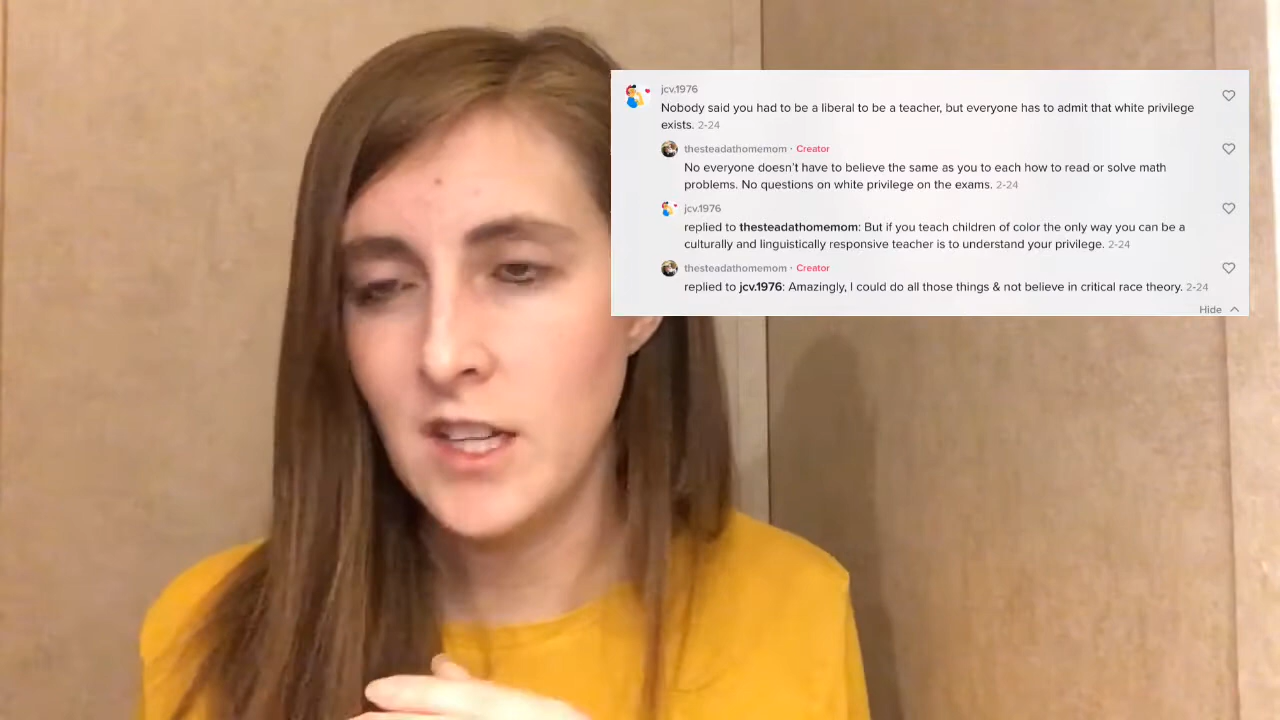 jcv.1976
Nobody said you had to be a liberal to be a teacher, but everyone has to admit that white privilege
exists. 2-24
thesteadathomemom · Creator
No everyone doesn't have to believe the same as you to each how to read or solve math
problems. No questions on white privilege on the exams. 2-24
jcv.1976
replied to thesteadathomemom: But if you teach children of color the only way you can be a
culturally and linguistically responsive teacher is to understand your privilege. 2-24
thesteadathomemom · Creator
replied to jcv.1976: Amazingly, I could do all those things & not believe in critical race theory. 2-24
Hide